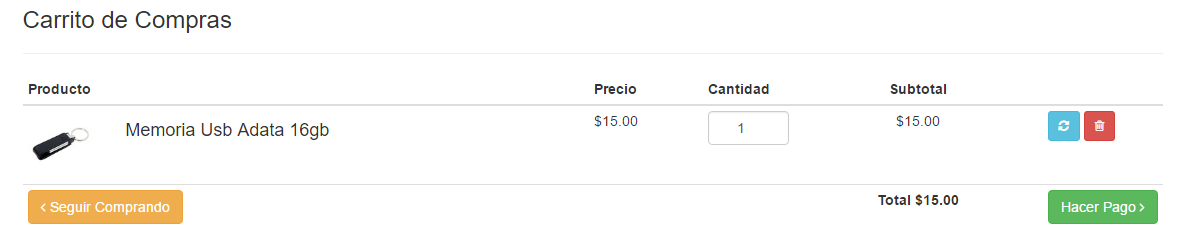 Carrito de Compras
Producto Precio Cantidad Subtotal
Memoria Usb Adata 16gb $15.00 1 $15.00
Seguir Comprando Total $15.00 Hacer Pago